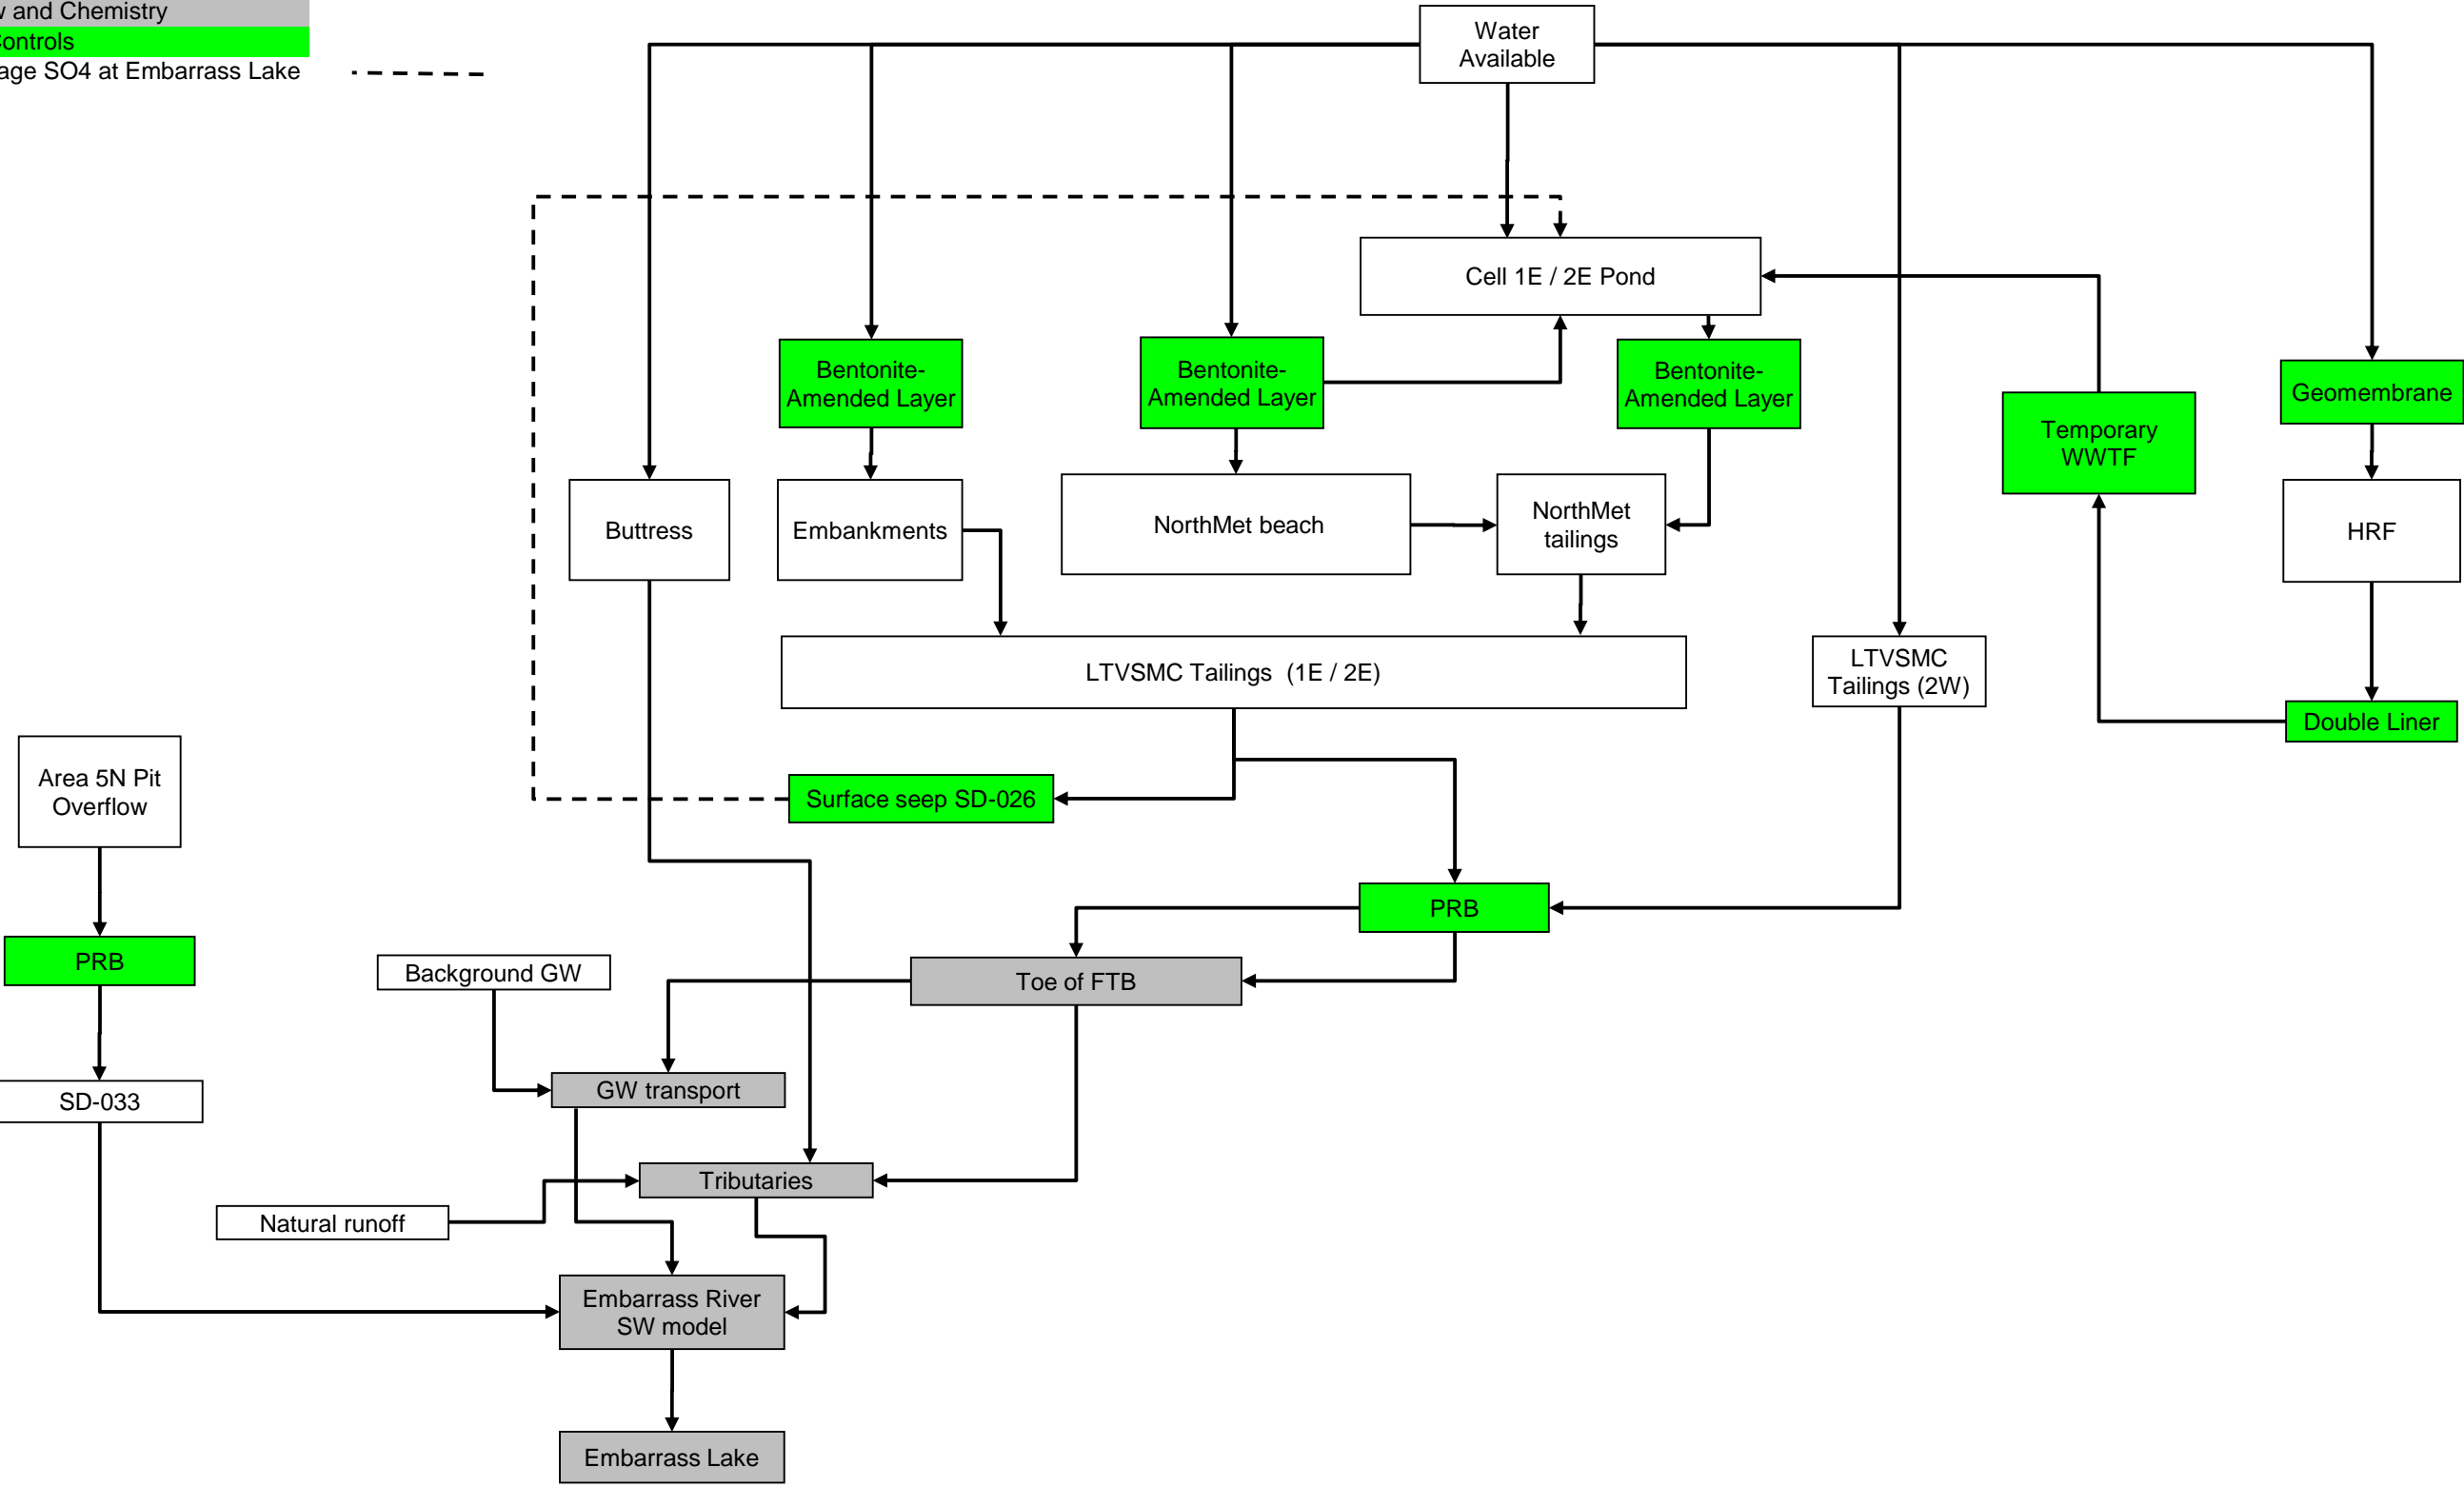 and Chemistry
Controls
SO4 at Embarrass Lake
Water
Available
Cell 1E / 2E Pond
Bentonite-
Amended Layer
Bentonite-
Amended Layer
Bentonite-
Amended Layer
Geomembrane
Temporary
WWTF
Buttress
Embankments
NorthMet beach
NorthMet
tailings
HRF
LTVSMC Tailings (1E / 2E)
LTVSMC
Tailings (2W)
Double Liner
Area 5N Pit
Overflow
Surface seep SD-026
PRB
PRB
Background GW
Toe of FTB
GW transport
SD-033
Tributaries
Natural runoff
Embarrass River
SW model
Embarrass Lake